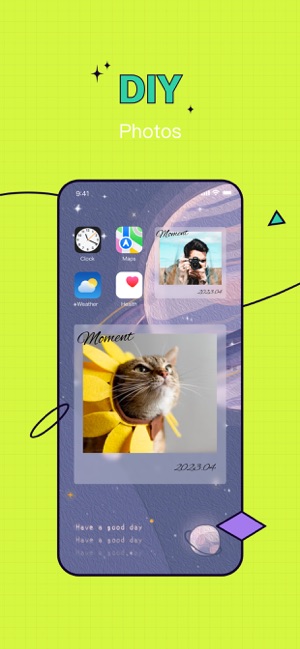 DIY
Photos
9:41
Clock
Maps
Moment
2023.04
Weather
Health
Moment
2023.04
Have a good day
Have a good day
Have a good day